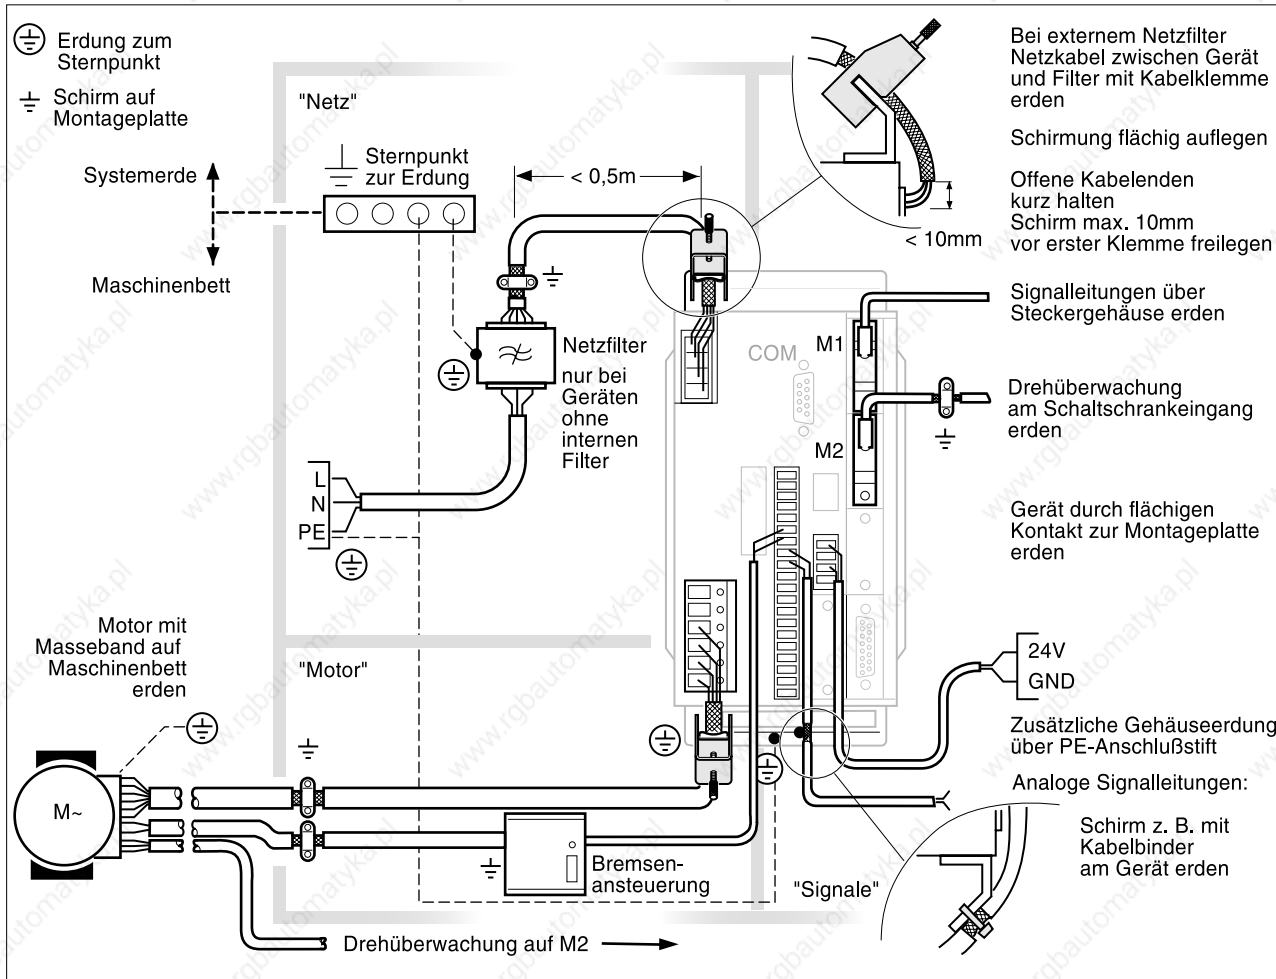 Erdung zum
Sternpunkt
Schirm auf
Montageplatte
Systemerde
Maschinenbett
"Netz"
Sternpunkt
zur Erdung
< 0,5m
< 10mm
Bei externem Netzfilter
Netzkabel zwischen Gerät
und Filter mit Kabelklemme
erden
Schirmung flächig auflegen
Offene Kabelenden
kurz halten
Schirm max. 10mm
vor erster Klemme freilegen
Signalleitungen über
Steckergehäuse erden
Netzfilter
nur bei
Geräten
ohne
internen
Filter
COM
M1
M2
Drehüberwachung
am Schaltschrankeingang
erden
L
N
PE
Gerät durch flächigen
Kontakt zur Montageplatte
erden
Motor mit
Masseband auf
Maschinenbett
erden
"Motor"
24V
GND
Zusätzliche Gehäuseerdung
über PE-Anschlußstift
Analoge Signalleitungen:
M~
Schirm z. B. mit
Kabelbinder
am Gerät erden
Bremsen-
ansteuerung
"Signale"
Drehüberwachung auf M2
www.rgbautomatyka.pl